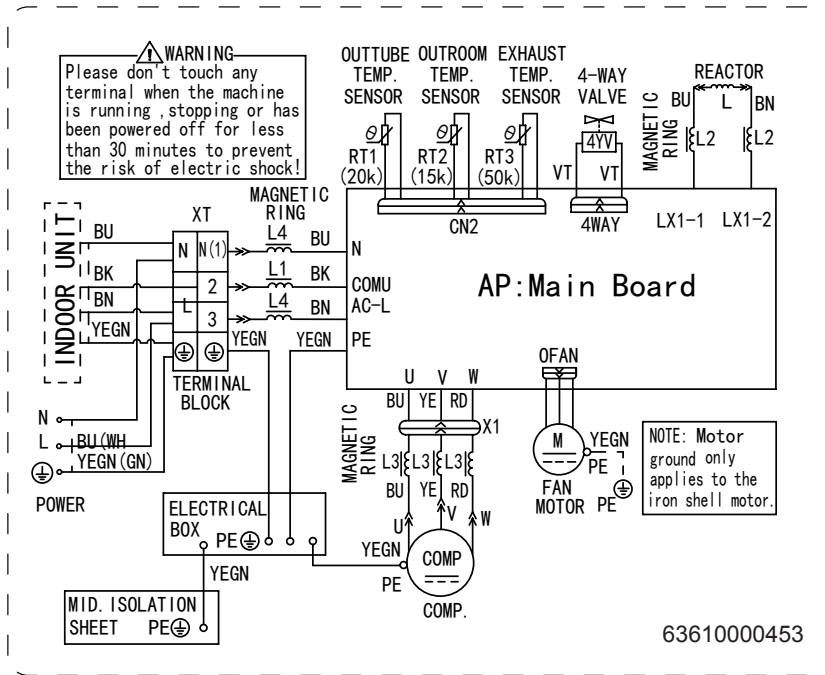 WARNING
Please don't touch any
terminal when the machine
is running ,stopping or has
been powered off for less
than 30 minutes to prevent
the risk of electric shock!
OUTTUBE TEMP. SENSOR
OUTROOM TEMP. SENSOR
EXHAUST TEMP. SENSOR
4-WAY VALVE
MAGNETIC RING
REACTOR
BU L BN
L2 L2
θ θ θ
RT1 (20k)
RT2 (15k)
RT3 (50k)
4YV
VT VT
CN2
4WAY
LX1-1 LX1-2
INDOOR UNIT
BU
BK
BN
YEGN
XT
N N(1)
2
L
3
TERMINAL BLOCK
MAGNETIC RING
L4 BU N
L1 BK COMU
L4 BN AC-L
YEGN YEGN PE
AP:Main Board
U V W
BU YE RD
X1
MAGNETIC RING
L3 L3 L3
BU YE RD
U V W
OFAN
M
FAN MOTOR
YEGN
PE
PE
NOTE: Motor
ground only
applies to the
iron shell motor.
N
L BU(WH
YEGN(GN)
POWER
ELECTRICAL
BOX PE
YEGN
MID. ISOLATION
SHEET PE
YEGN
PE
COMP
COMP.
63610000453